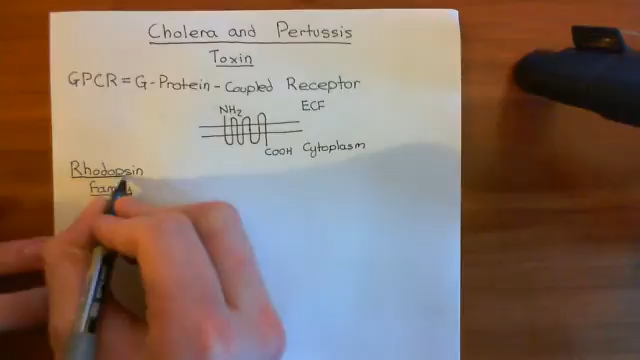 Cholera and Pertussis
Toxin
GPCR = G-Protein-Coupled Receptor
NH₂
ECF
COOH
Cytoplasm
Rhodopsin